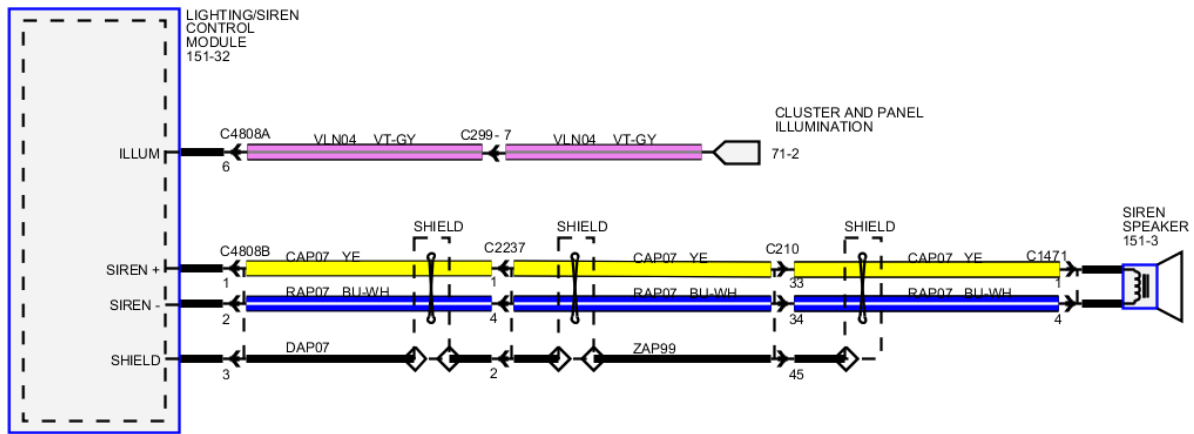 LIGHTING/SIREN
CONTROL
MODULE
151-32
CLUSTER AND PANEL
ILLUMINATION
71-2
ILLUM
C4808A
6
VLN04 VT-GY
C299- 7
VLN04 VT-GY
SHIELD
SHIELD
SHIELD
SIREN
SPEAKER
151-3
SIREN +
C4808B
1
CAP07 YE
C2237
1
CAP07 YE
C210
33
CAP07 YE
C1471
1
SIREN -
2
RAP07 BU-WH
4
RAP07 BU-WH
34
RAP07 BU-WH
4
SHIELD
3
DAP07
2
ZAP99
45